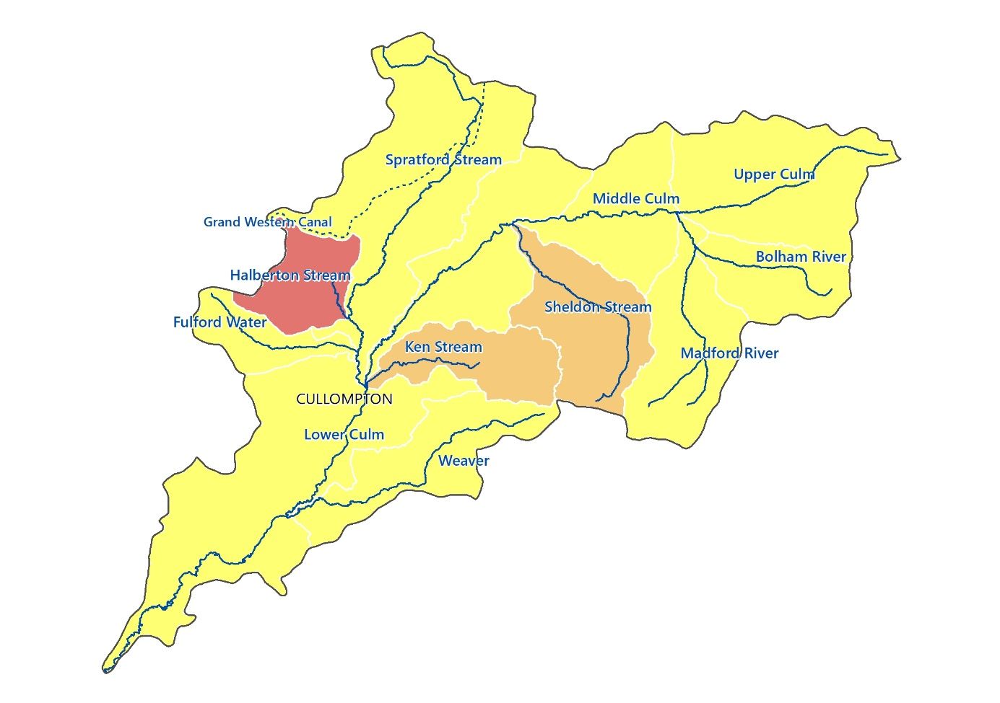 Spratford Stream
Upper Culm
Middle Culm
Grand Western Canal
Bolham River
Halberton Stream
Sheldon Stream
Fulford Water
Ken Stream
Madford River
CULLOMPTON
Lower Culm
Weaver